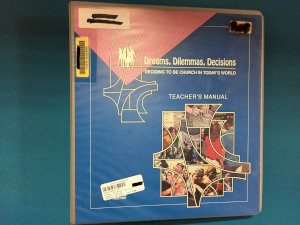 Dreams, Dilemmas, Decisions
DECIDING TO BE CHURCH IN TODAY'S WORLD
TEACHER'S MANUAL